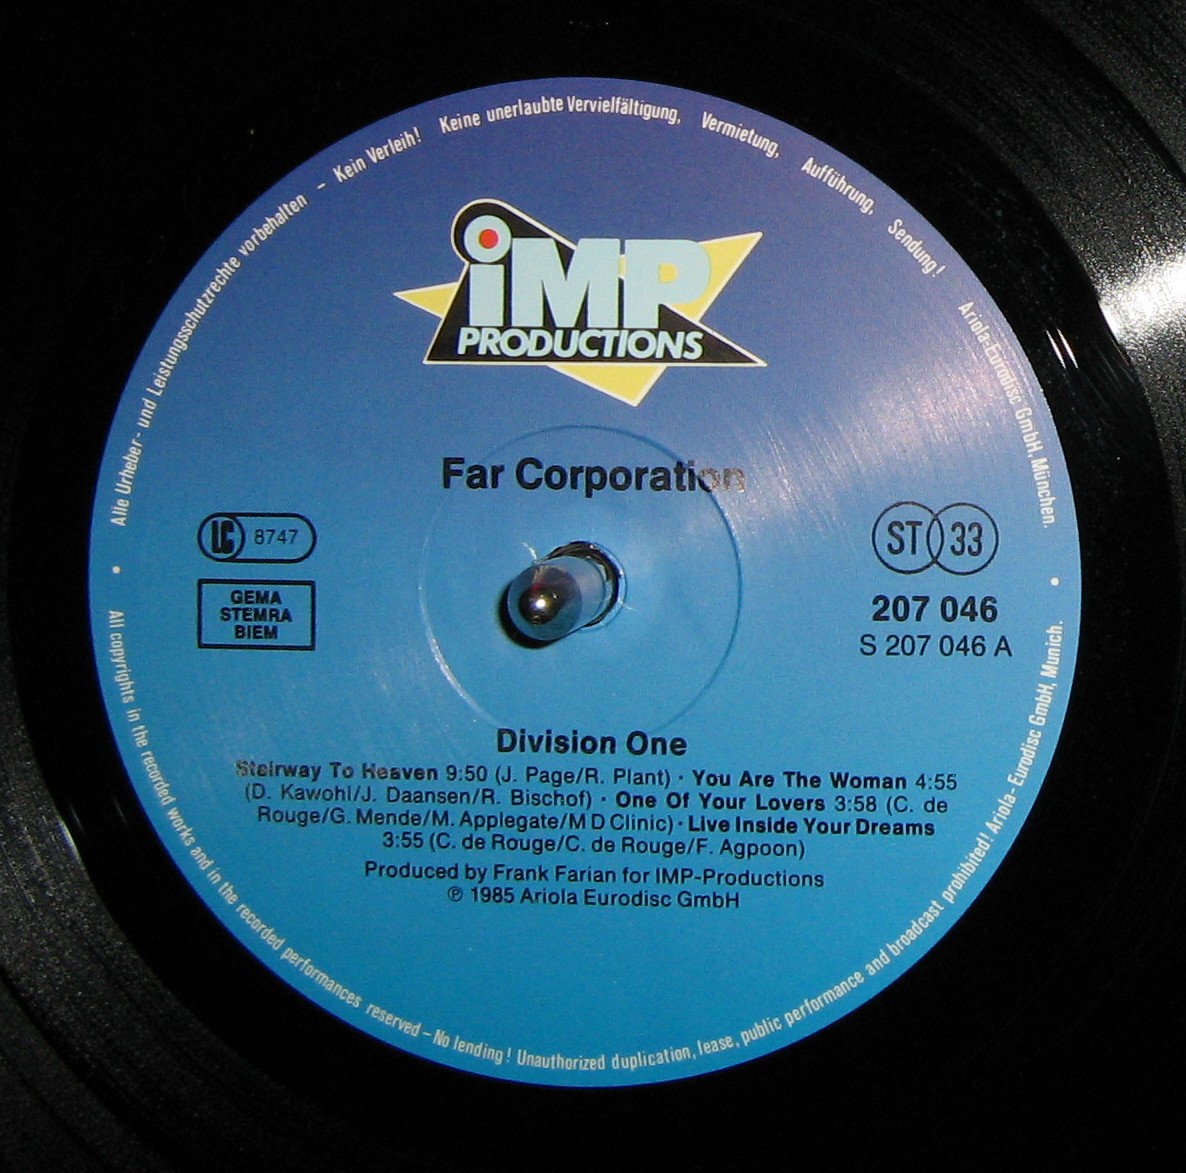 Alle Urheber- und Leistungsschutzrechte vorbehalten - Kein Verleih! Keine unerlaubte Vervielfältigung, Vermietung, Aufführung, Sendung! Ariola-Eurodisc GmbH, München.
iMP
PRODUCTIONS
Far Corporation
LC 8747
GEMA
STEMRA
BIEM
ST 33
207 046
S 207 046 A
Division One
Stairway To Heaven 9:50 (J. Page/R. Plant) · You Are The Woman 4:55
(D. Kawohl/J. Daansen/R. Bischof) · One Of Your Lovers 3:58 (C. de
Rouge/G. Mende/M. Applegate/M D Clinic) · Live Inside Your Dreams
3:55 (C. de Rouge/C. de Rouge/F. Agpoon)
Produced by Frank Farian for IMP-Productions
℗ 1985 Ariola Eurodisc GmbH
All copyrights in the recorded works and in the recorded performances reserved - No lending! Unauthorized duplication, lease, public performance and broadcast prohibited! Ariola-Eurodisc GmbH, Munich.